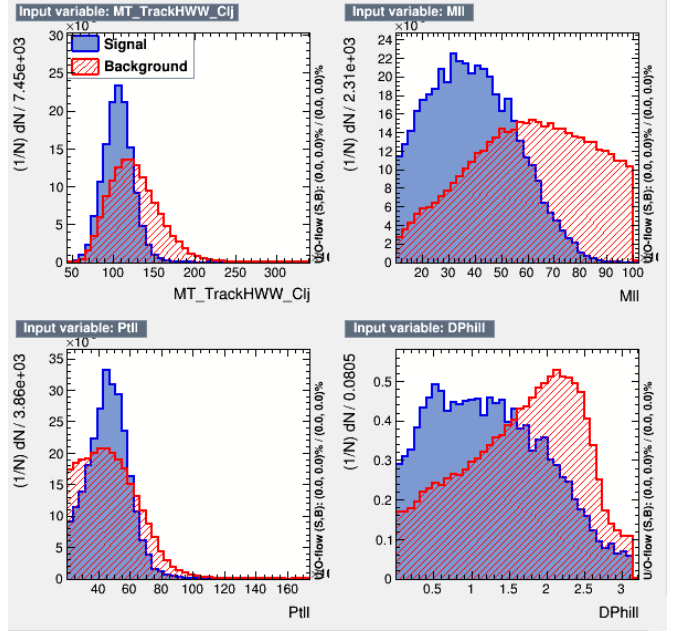 Input variable: MT_TrackHWW_Clj
×10
30
25
20
15
10
5
0
(1/N) dN / 7.45e+03
Signal
Background
50 100 150 200 250 300
MT_TrackHWW_Clj
U/O-flow (S,B): (0.0, 0.0)% / (0.0, 0.0)%
Input variable: Mll
×10
24
22
20
18
16
14
12
10
8
6
4
2
0
(1/N) dN / 2.31e+03
20 30 40 50 60 70 80 90 100
Mll
U/O-flow (S,B): (0.0, 0.0)% / (0.0, 0.0)%
Input variable: Ptll
35
30
25
20
15
10
5
0
(1/N) dN / 3.86e+03
40 60 80 100 120 140 160
Ptll
U/O-flow (S,B): (0.0, 0.0)% / (0.0, 0.0)%
Input variable: DPhill
0.5
0.4
0.3
0.2
0.1
0
(1/N) dN / 0.0805
0.5 1 1.5 2 2.5 3
DPhill
U/O-flow (S,B): (0.0, 0.0)% / (0.0, 0.0)%